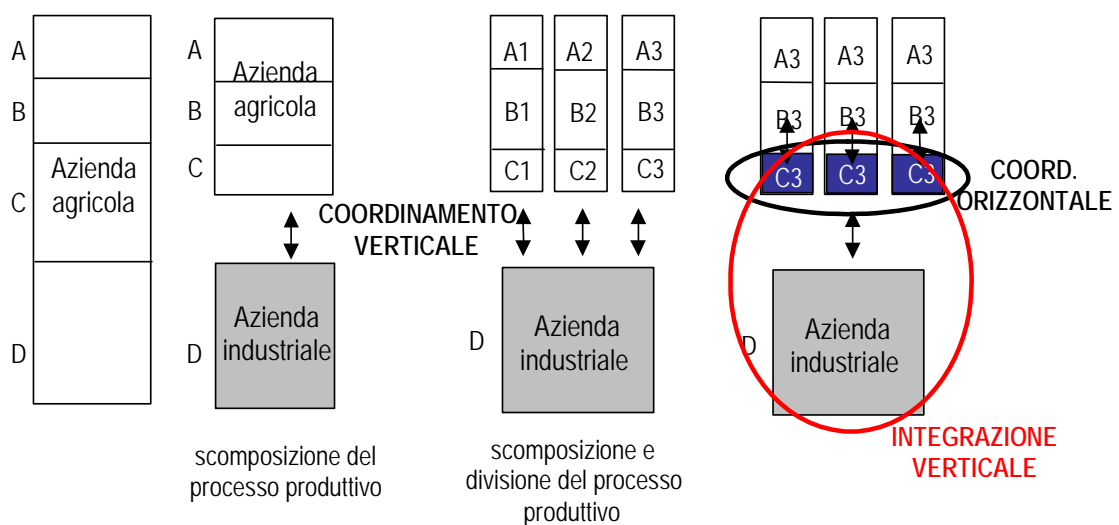 A
B
C
D
Azienda
agricola
A
B
C
D
Azienda
agricola
COORDINAMENTO
VERTICALE
Azienda
industriale
scomposizione del
processo produttivo
A1 A2 A3
B1 B2 B3
C1 C2 C3
D
Azienda
industriale
scomposizione e
divisione del processo
produttivo
A3 A3 A3
B3 B3 B3
C3 C3 C3
COORD.
ORIZZONTALE
D
Azienda
industriale
INTEGRAZIONE
VERTICALE